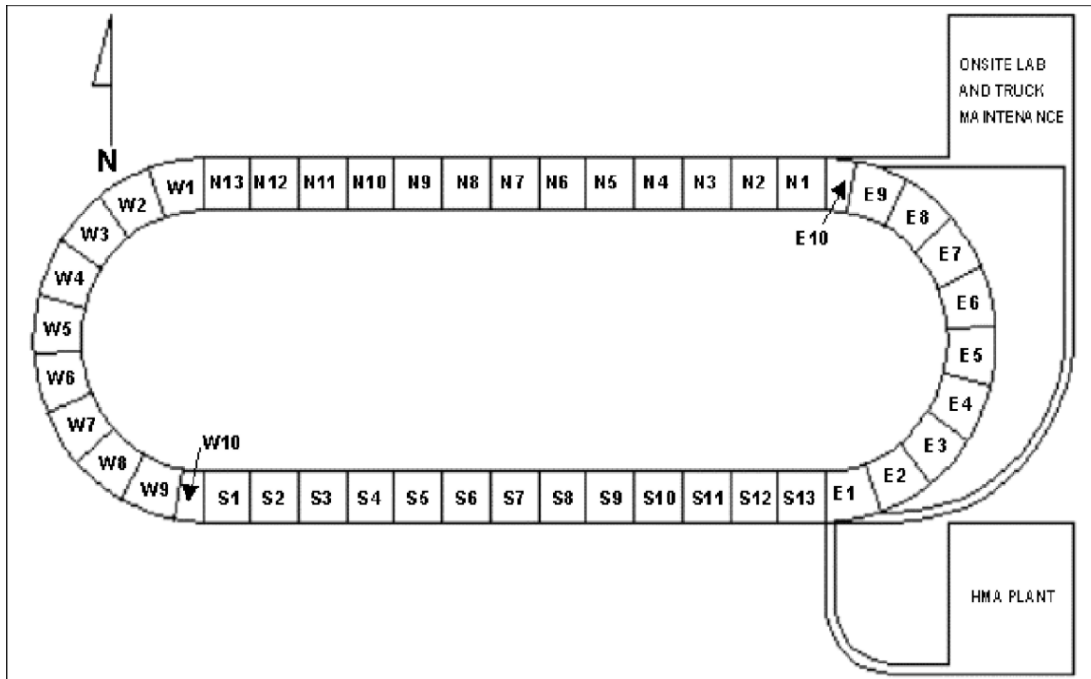 ONSITE LAB
AND TRUCK
MAINTENANCE
N
W1 N13 N12 N11 N10 N9 N8 N7 N6 N5 N4 N3 N2 N1 E9
W2 E8
W3 E10
E7
W4
E6
W5
E5
W6
E4
W7
E3
W8 W10
E2
W9 S1 S2 S3 S4 S5 S6 S7 S8 S9 S10 S11 S12 S13 E1
HMA PLANT